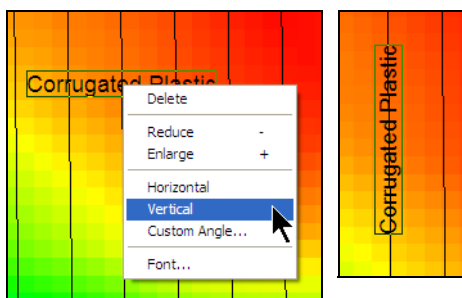 Corrugated Plastic
Delete
Reduce -
Enlarge +
Horizontal
Vertical
Custom Angle...
Font...
Corrugated Plastic